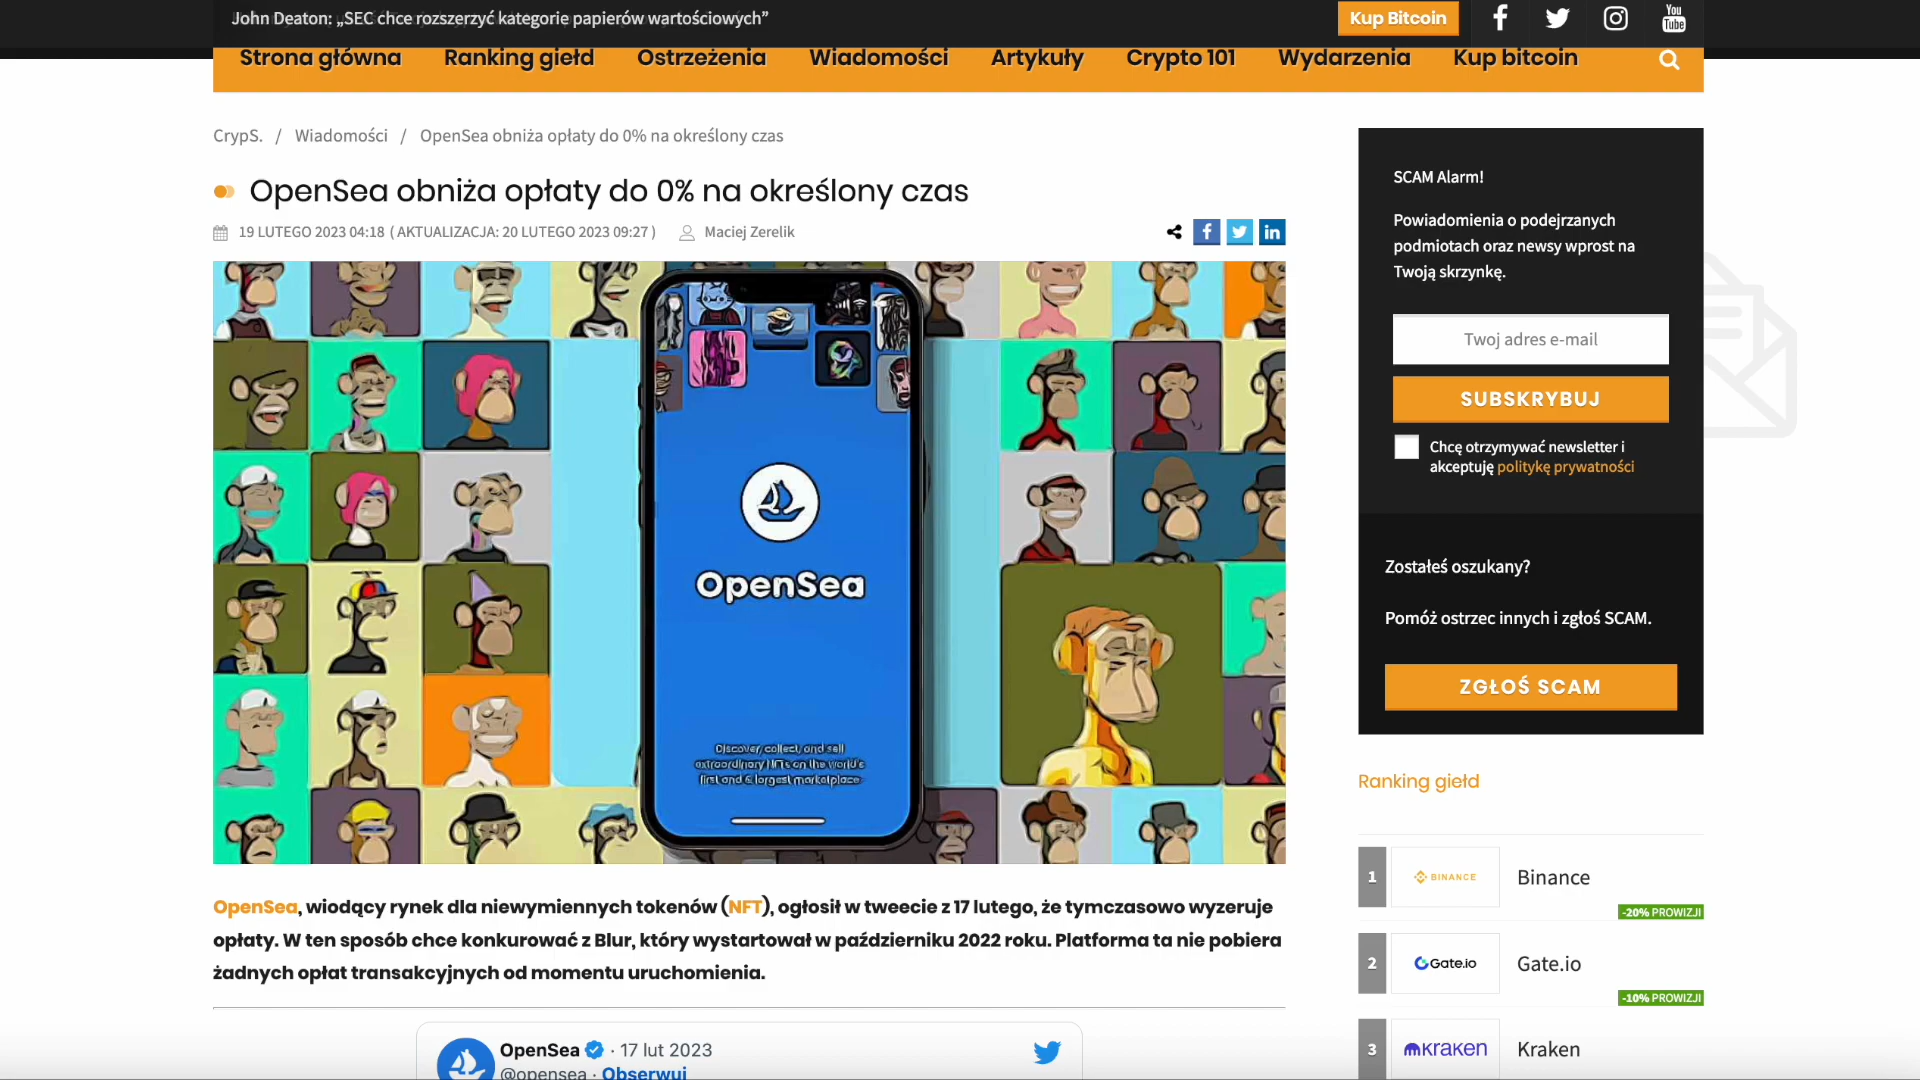 John Deaton: „SEC chce rozszerzyć kategorie papierów wartościowych”
Kup Bitcoin
You
Tube
Strona główna
Ranking giełd
Ostrzeżenia
Wiadomości
Artykuły
Crypto 101
Wydarzenia
Kup bitcoin
CrypS. / Wiadomości / OpenSea obniża opłaty do 0% na określony czas
OpenSea obniża opłaty do 0% na określony czas
19 LUTEGO 2023 04:18 ( AKTUALIZACJA: 20 LUTEGO 2023 09:27 )
Maciej Zerelik
OpenSea
Discover, collect, and sell
extraordinary NFTs on the world's
first and & largest marketplace
OpenSea, wiodący rynek dla niewymiennych tokenów (NFT), ogłosił w tweecie z 17 lutego, że tymczasowo wyzeruje
opłaty. W ten sposób chce konkurować z Blur, który wystartował w październiku 2022 roku. Platforma ta nie pobiera
żadnych opłat transakcyjnych od momentu uruchomienia.
OpenSea · 17 lut 2023
@opensea · Obserwuj
SCAM Alarm!
Powiadomienia o podejrzanych
podmiotach oraz newsy wprost na
Twoją skrzynkę.
Twoj adres e-mail
SUBSKRYBUJ
Chcę otrzymywać newsletter i
akceptuję politykę prywatności
Zostałeś oszukany?
Pomóż ostrzec innych i zgłoś SCAM.
ZGŁOŚ SCAM
Ranking giełd
1
BINANCE
Binance
-20% PROWIZJI
2
Gate.io
Gate.io
-10% PROWIZJI
3
mKRAKEN
Kraken